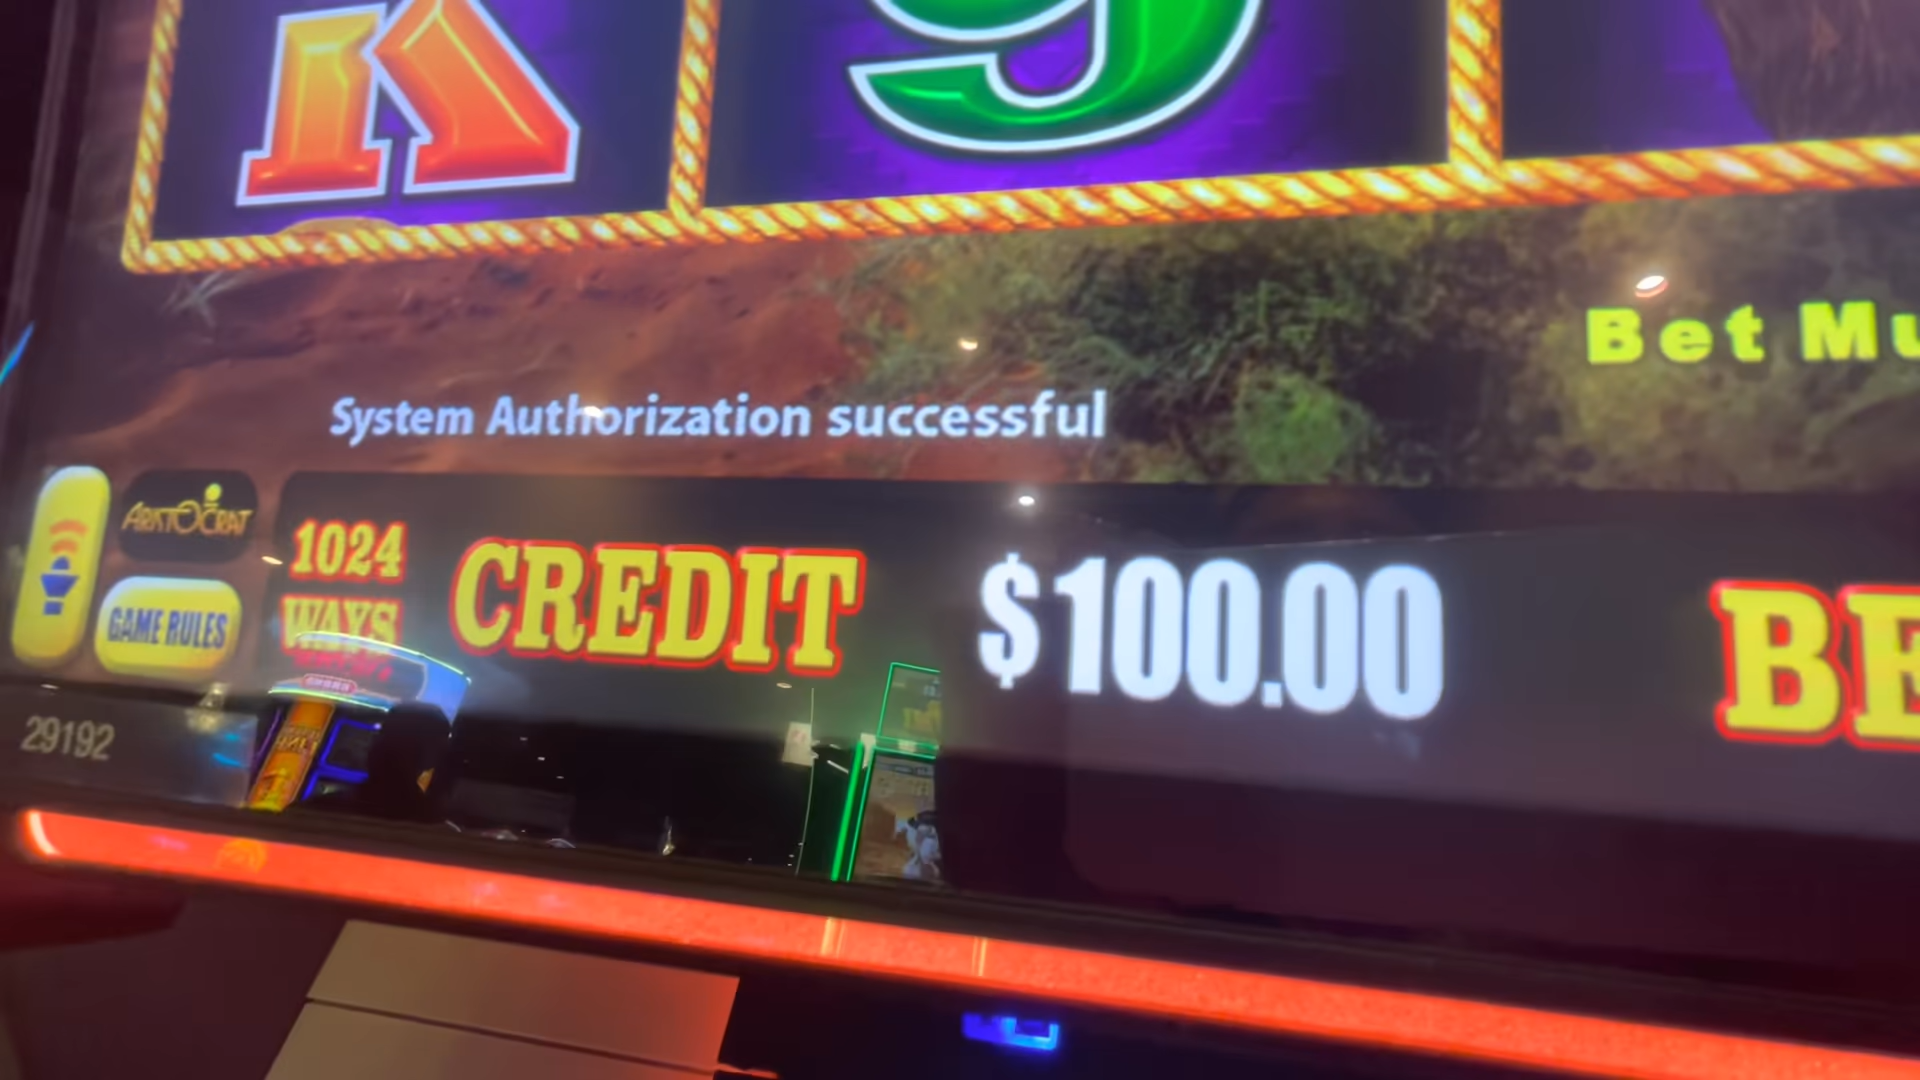 K 9
Bet Mu
System Authorization successful
ARISTOCRAT
GAME RULES
1024
WAYS
CREDIT $100.00 BE
29192